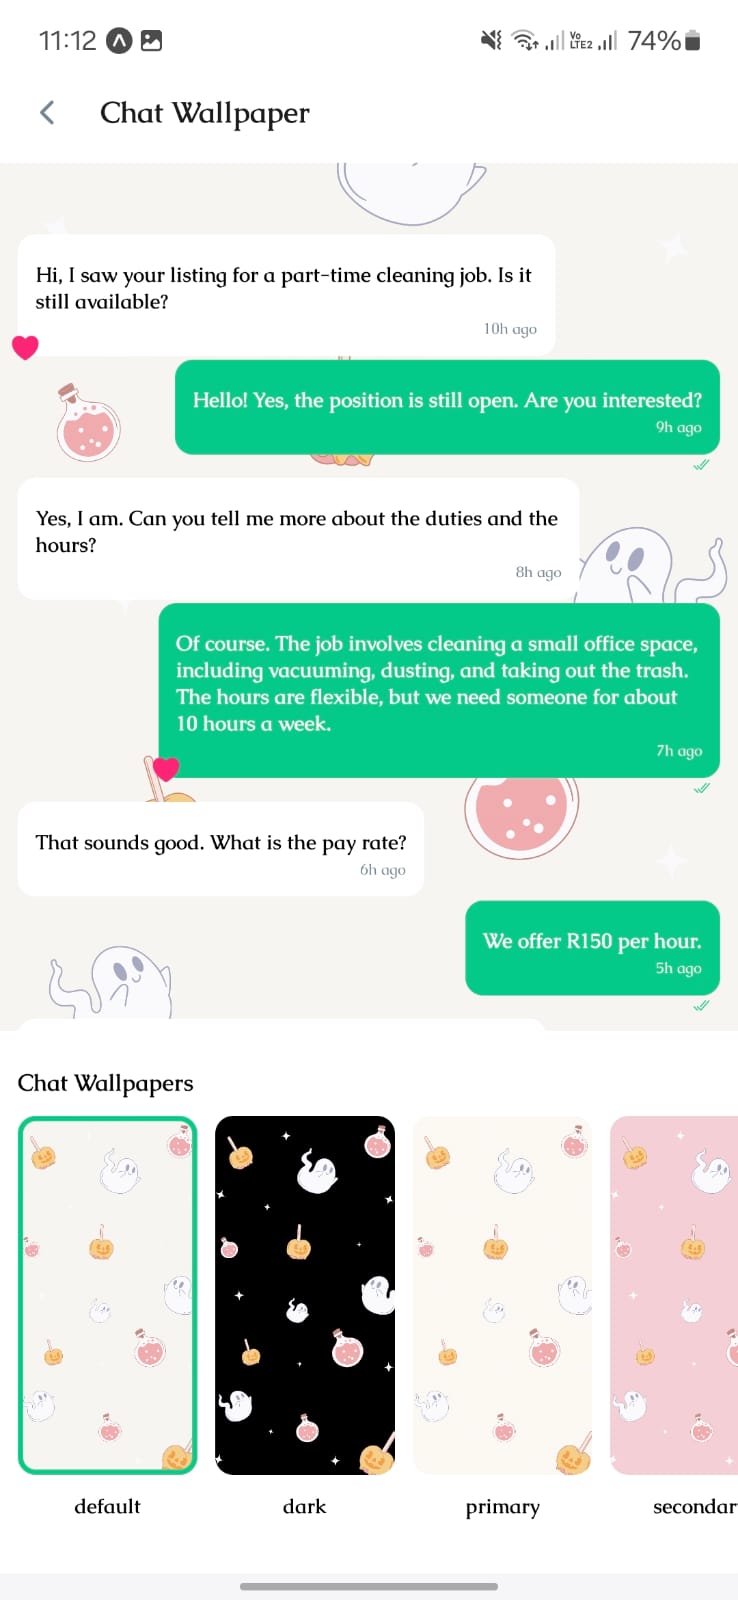 11:12
Vo
LTE2
74%
Chat Wallpaper
Hi, I saw your listing for a part-time cleaning job. Is it
still available?
10h ago
Hello! Yes, the position is still open. Are you interested?
9h ago
Yes, I am. Can you tell me more about the duties and the
hours?
8h ago
Of course. The job involves cleaning a small office space,
including vacuuming, dusting, and taking out the trash.
The hours are flexible, but we need someone for about
10 hours a week.
7h ago
That sounds good. What is the pay rate?
6h ago
We offer R150 per hour.
5h ago
Chat Wallpapers
default
dark
primary
secondar